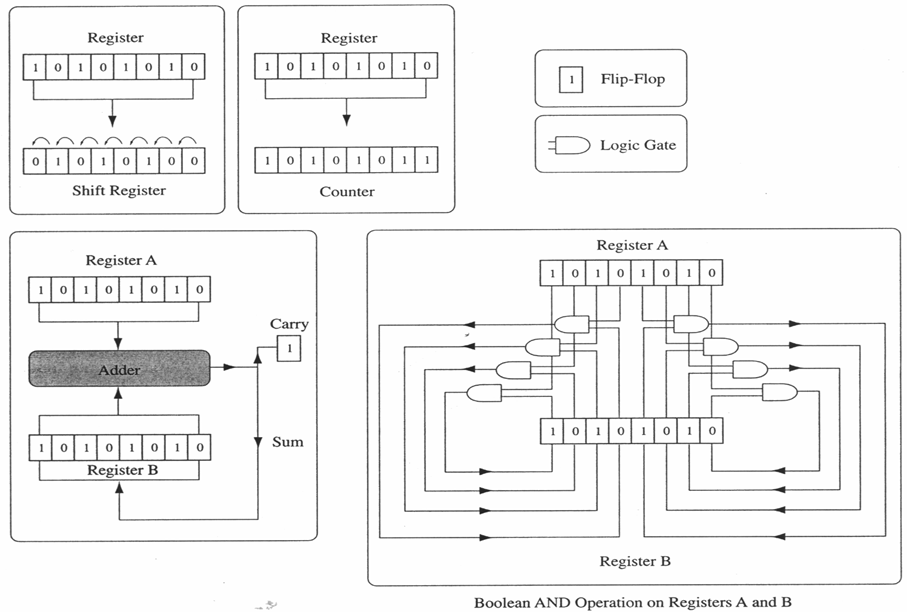 Register
1 0 1 0 1 0 1 0
0 1 0 1 0 1 0 0
Shift Register
Register
1 0 1 0 1 0 1 0
1 0 1 0 1 0 1 1
Counter
1 Flip-Flop
Logic Gate
Register A
1 0 1 0 1 0 1 0
Carry
1
Adder
Sum
1 0 1 0 1 0 1 0
Register B
Register A
1 0 1 0 1 0 1 0
1 0 1 0 1 0 1 0
Register B
Boolean AND Operation on Registers A and B